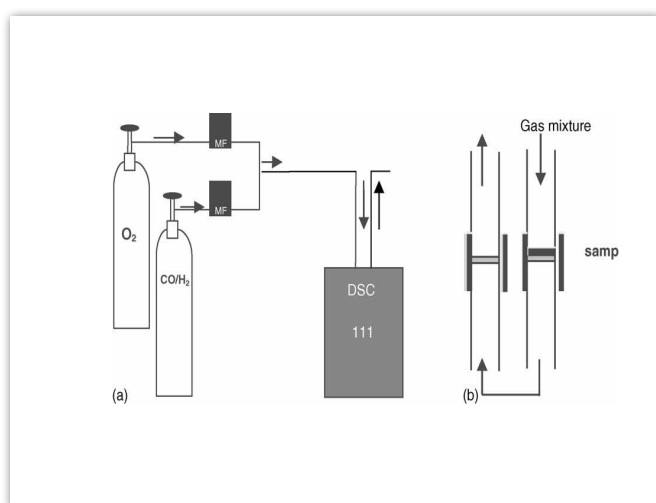 MF
MF
O₂
CO/H₂
DSC
111
(a)
Gas mixture
samp
(b)